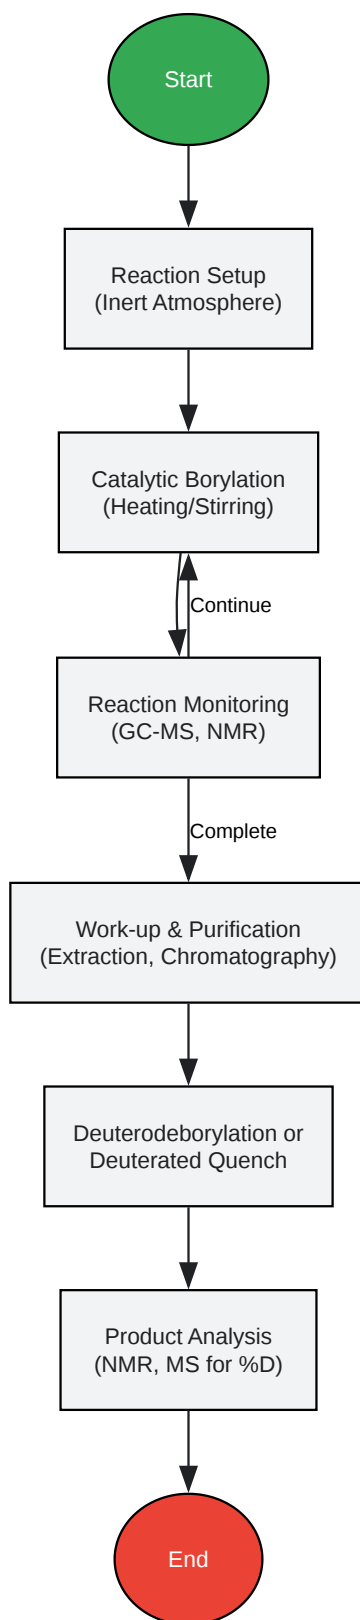 Start
Reaction Setup
(Inert Atmosphere)
Catalytic Borylation
(Heating/Stirring)
Continue
Reaction Monitoring
(GC-MS, NMR)
Complete
Work-up & Purification
(Extraction, Chromatography)
Deuterodeborylation or
Deuterated Quench
Product Analysis
(NMR, MS for %D)
End